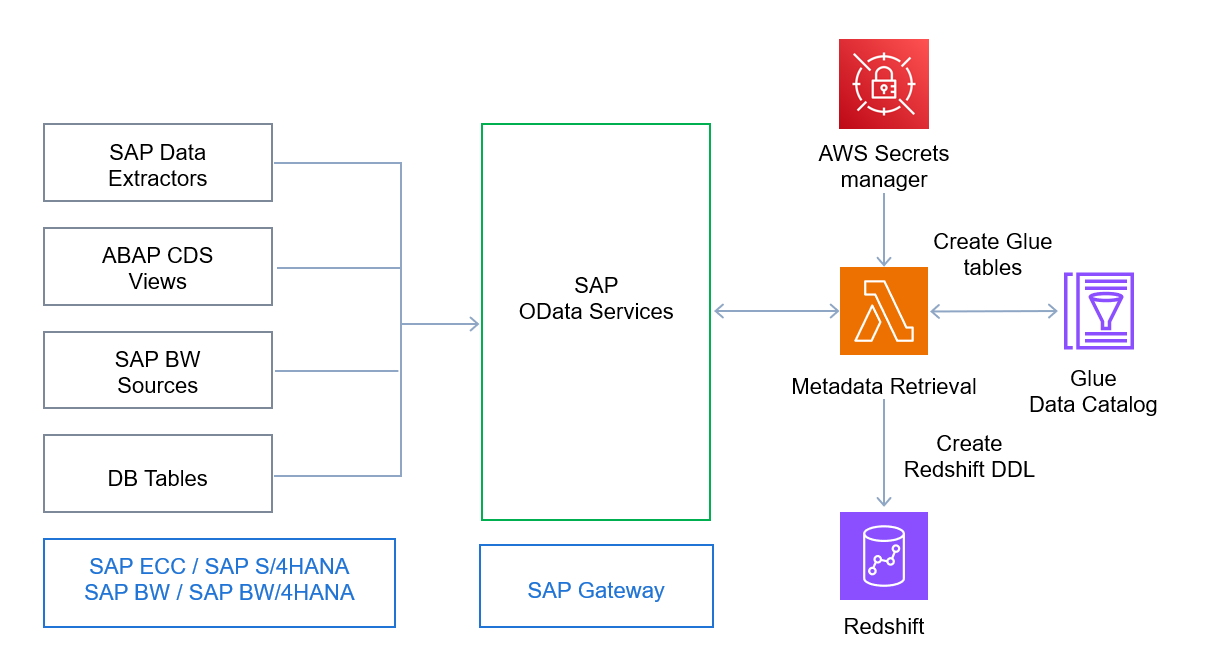 SAP Data
Extractors
ABAP CDS
Views
SAP BW
Sources
DB Tables
SAP ECC / SAP S/4HANA
SAP BW / SAP BW/4HANA
SAP
OData Services
SAP Gateway
AWS Secrets
manager
Create Glue
tables
Metadata Retrieval
Glue
Data Catalog
Create
Redshift DDL
Redshift